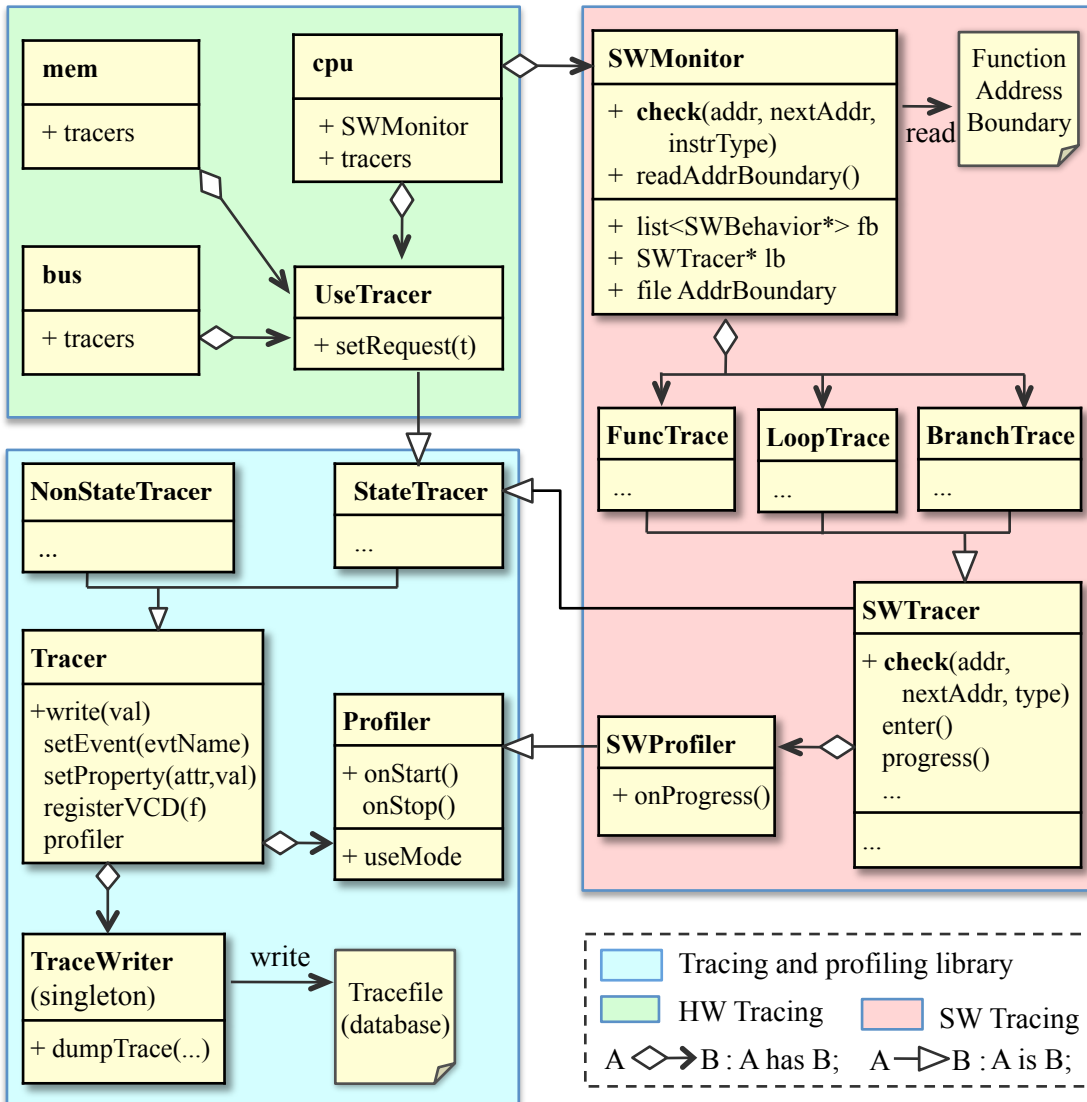 mem
+ tracers
cpu
+ SWMonitor
+ tracers
bus
+ tracers
UseTracer
+ setRequest(t)
SWMonitor
+ check(addr, nextAddr,
instrType)
+ readAddrBoundary()
+ list<SWBehavior*> fb
+ SWTracer* lb
+ file AddrBoundary
read
Function
Address
Boundary
FuncTrace
...
LoopTrace
...
BranchTrace
...
NonStateTracer
...
StateTracer
...
Tracer
+write(val)
setEvent(evtName)
setProperty(attr,val)
registerVCD(f)
profiler
Profiler
+ onStart()
onStop()
+ useMode
SWProfiler
+ onProgress()
SWTracer
+ check(addr,
nextAddr, type)
enter()
progress()
...
...
TraceWriter
(singleton)
+ dumpTrace(...)
write
Tracefile
(database)
Tracing and profiling library
HW Tracing
SW Tracing
A B : A has B;
A B : A is B;